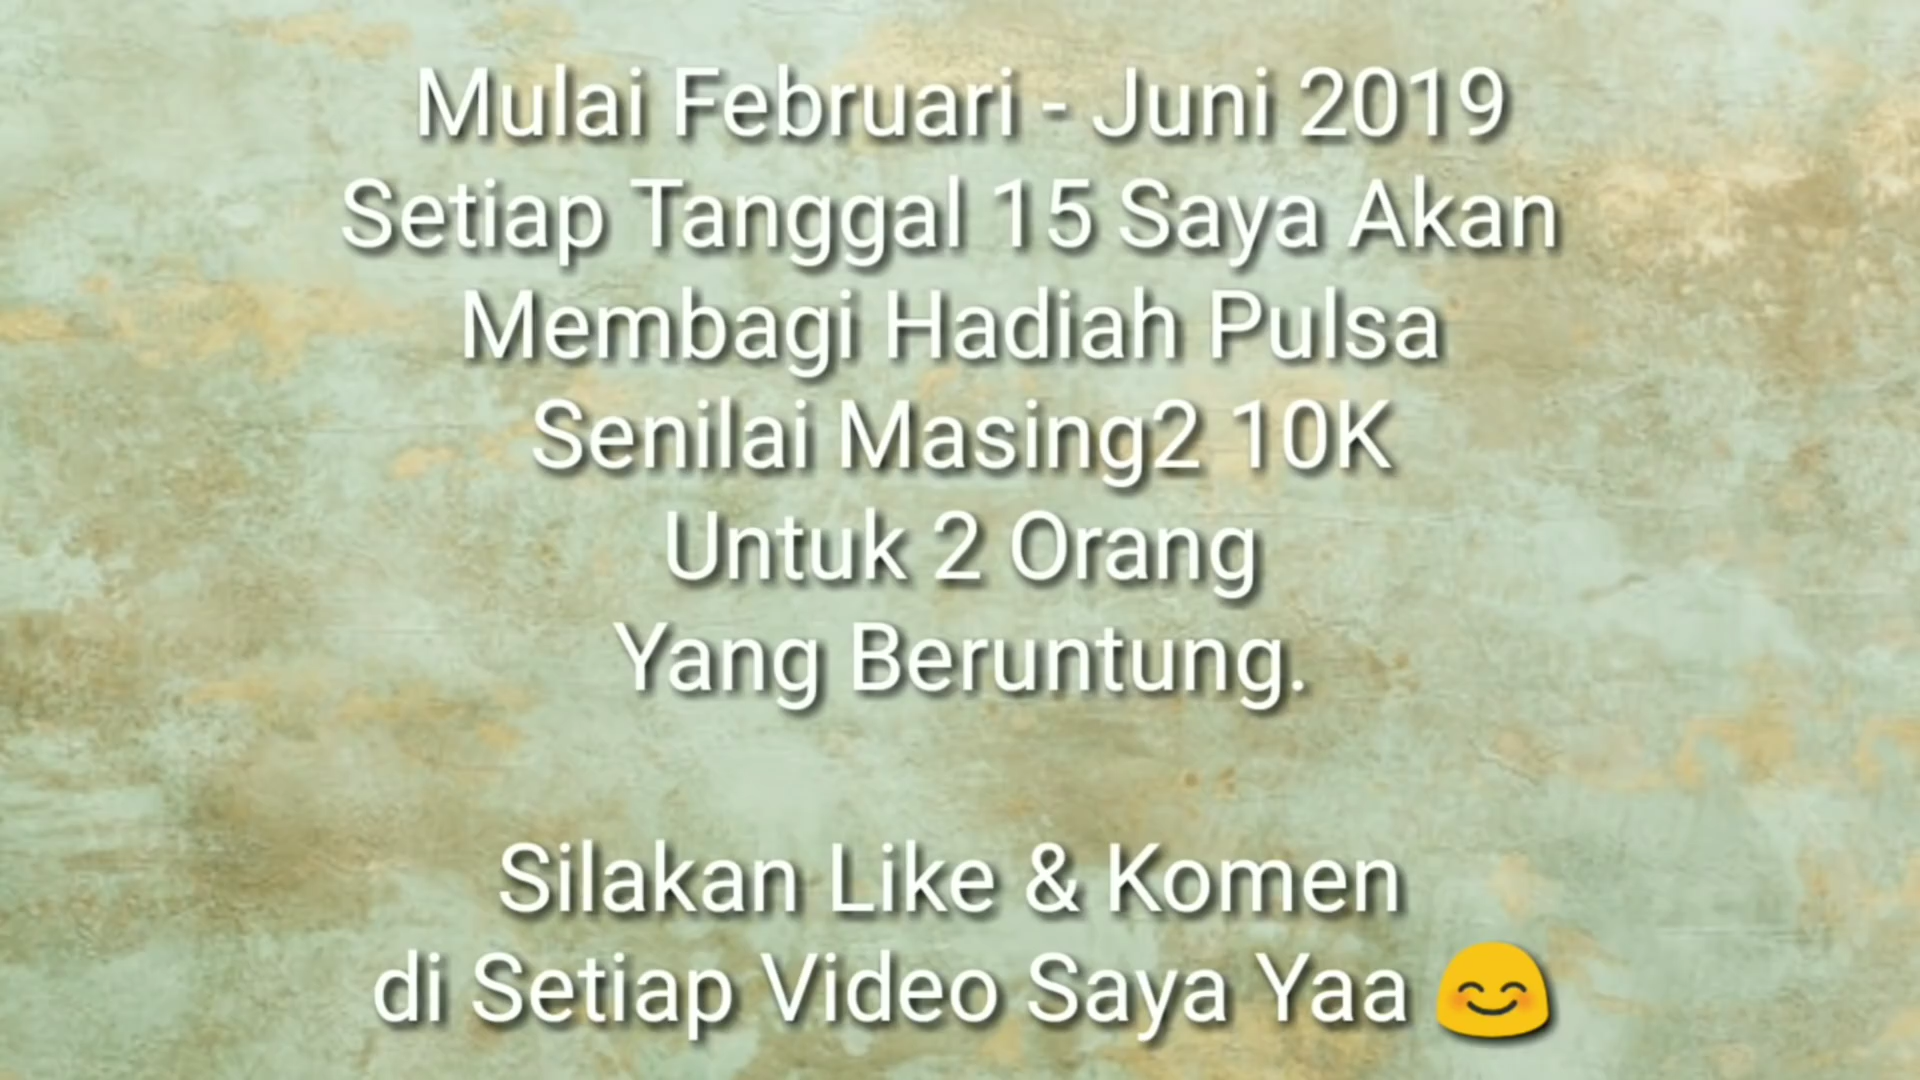 Mulai Februari - Juni 2019
Setiap Tanggal 15 Saya Akan
Membagi Hadiah Pulsa
Senilai Masing2 10K
Untuk 2 Orang
Yang Beruntung.
Silakan Like & Komen
di Setiap Video Saya Yaa 😊